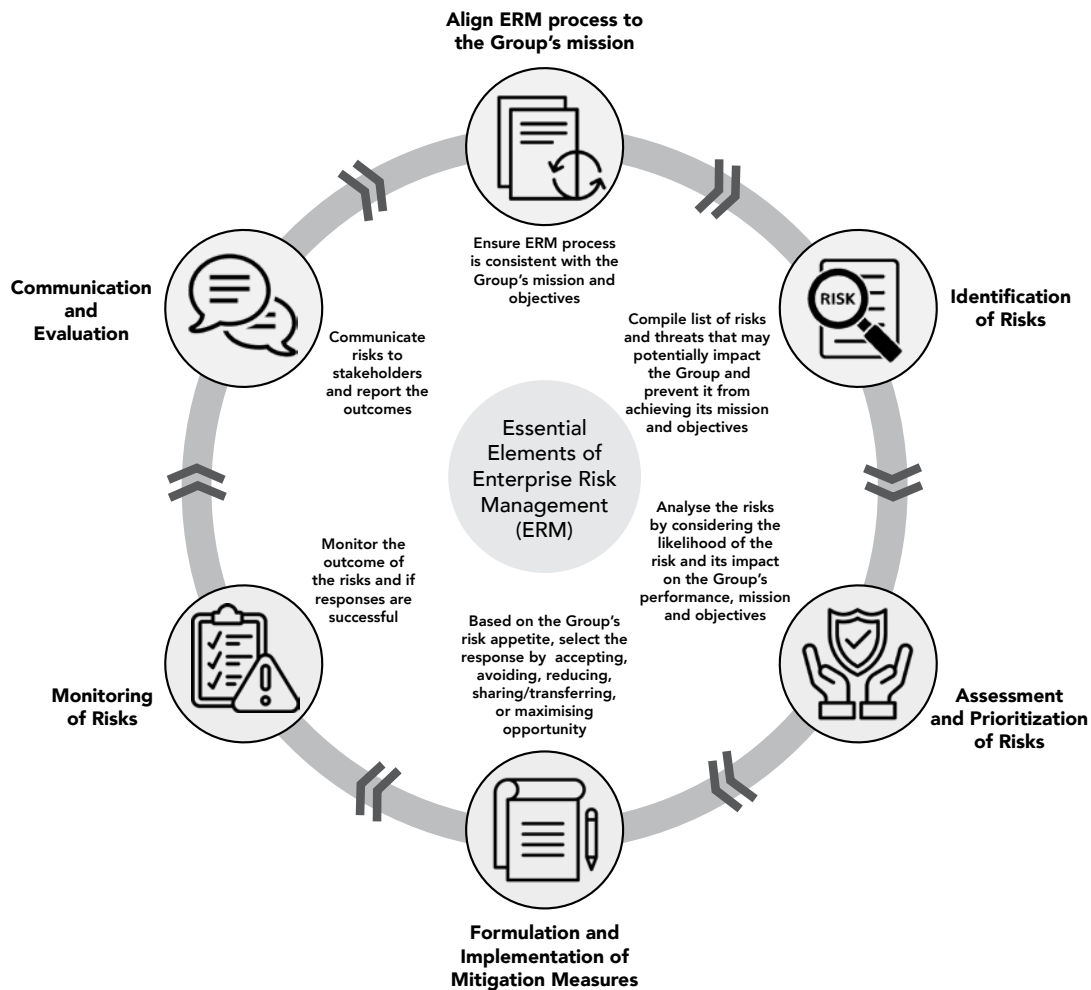 Align ERM process to
the Group's mission
Ensure ERM process
is consistent with the
Group's mission and
objectives
RISK
Identification
of Risks
Compile list of risks
and threats that may
potentially impact
the Group and
prevent it from
achieving its mission
and objectives
Analyse the risks
by considering the
likelihood of the
risk and its impact
on the Group's
performance, mission
and objectives
Assessment
and Prioritization
of Risks
Based on the Group's
risk appetite, select the
response by accepting,
avoiding, reducing,
sharing/transferring,
or maximising
opportunity
Formulation and
Implementation of
Mitigation Measures
Monitor the
outcome of
the risks and if
responses are
successful
Monitoring
of Risks
Communication
and
Evaluation
Communicate
risks to
stakeholders
and report the
outcomes
Essential
Elements of
Enterprise Risk
Management
(ERM)